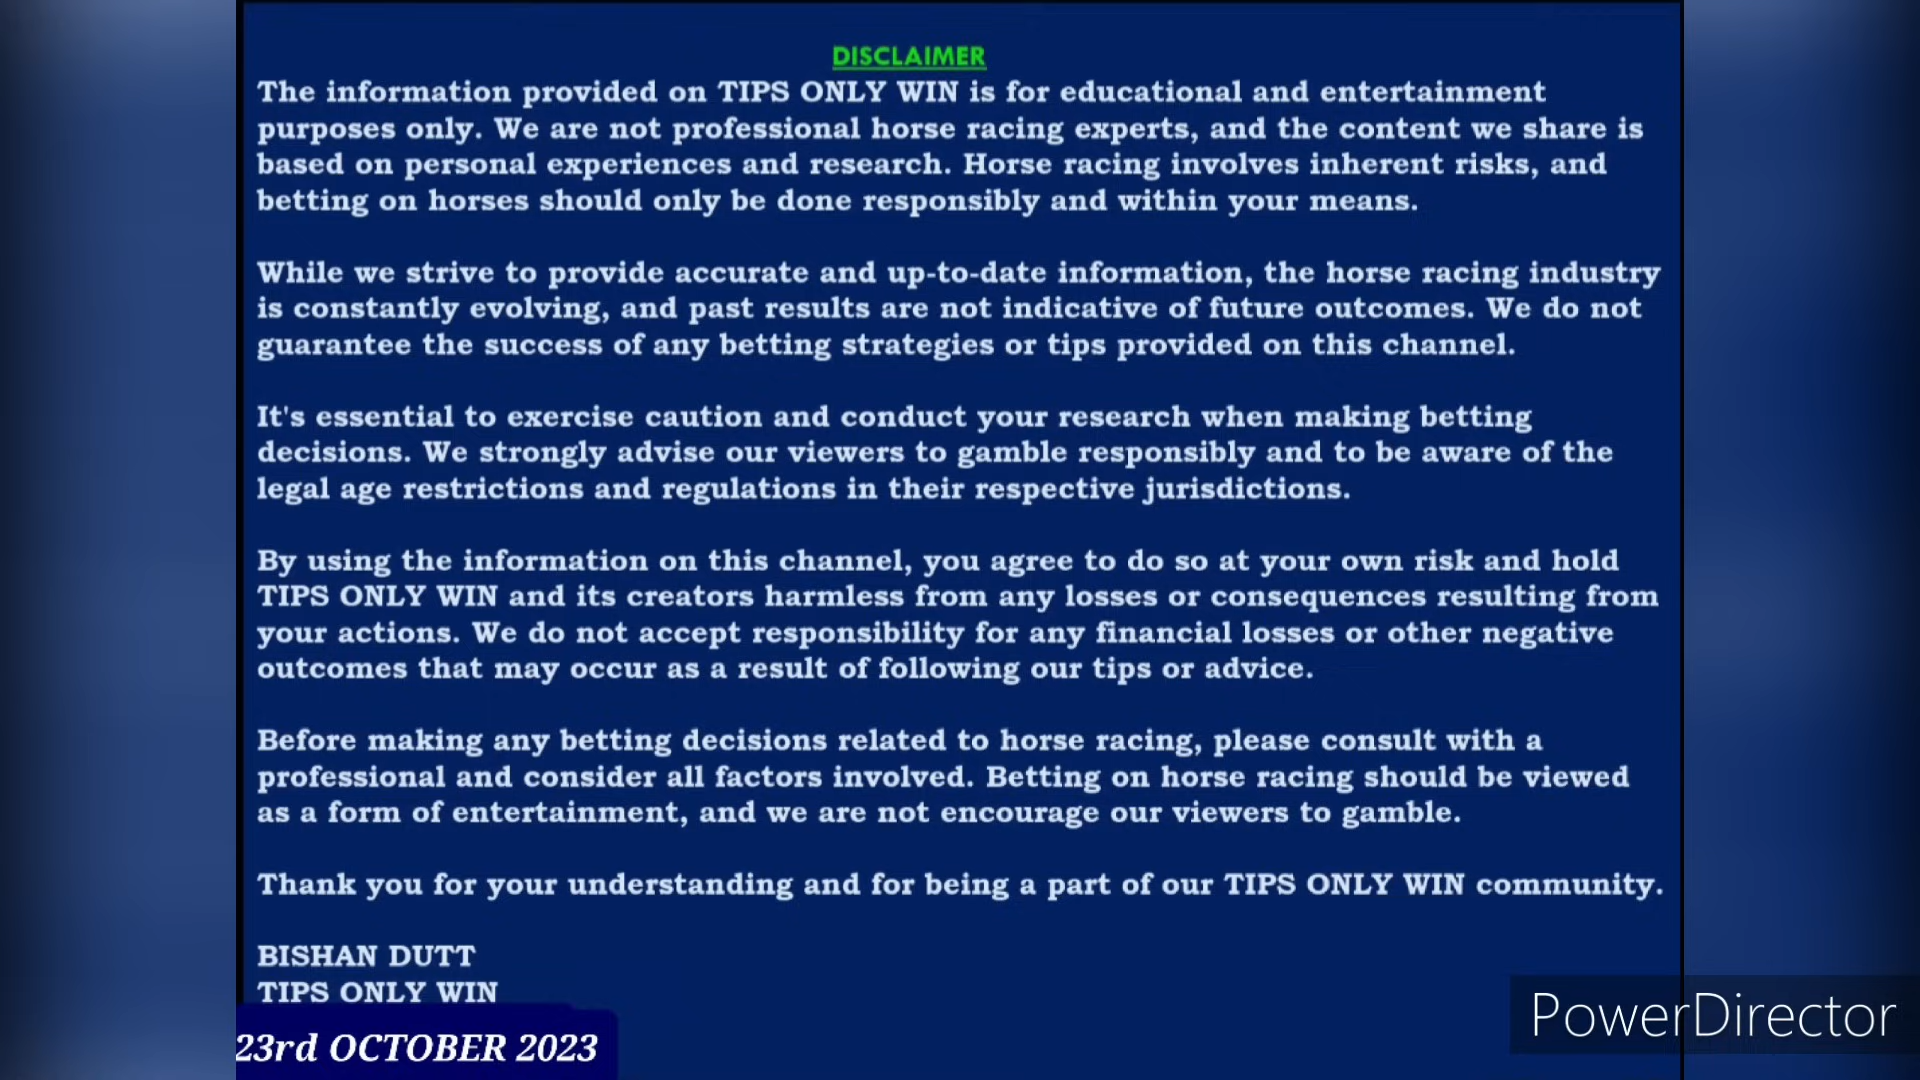 DISCLAIMER
The information provided on TIPS ONLY WIN is for educational and entertainment
purposes only. We are not professional horse racing experts, and the content we share is
based on personal experiences and research. Horse racing involves inherent risks, and
betting on horses should only be done responsibly and within your means.
While we strive to provide accurate and up-to-date information, the horse racing industry
is constantly evolving, and past results are not indicative of future outcomes. We do not
guarantee the success of any betting strategies or tips provided on this channel.
It's essential to exercise caution and conduct your research when making betting
decisions. We strongly advise our viewers to gamble responsibly and to be aware of the
legal age restrictions and regulations in their respective jurisdictions.
By using the information on this channel, you agree to do so at your own risk and hold
TIPS ONLY WIN and its creators harmless from any losses or consequences resulting from
your actions. We do not accept responsibility for any financial losses or other negative
outcomes that may occur as a result of following our tips or advice.
Before making any betting decisions related to horse racing, please consult with a
professional and consider all factors involved. Betting on horse racing should be viewed
as a form of entertainment, and we are not encourage our viewers to gamble.
Thank you for your understanding and for being a part of our TIPS ONLY WIN community.
BISHAN DUTT
TIPS ONLY WIN
23rd OCTOBER 2023
PowerDirector